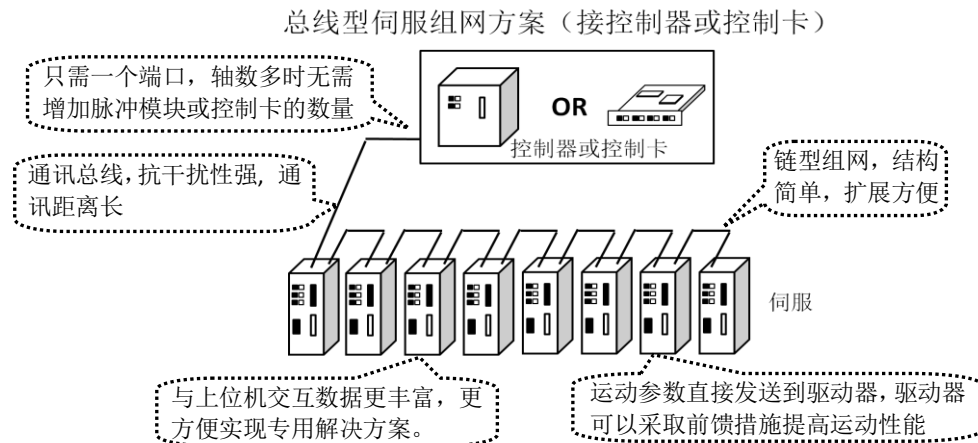 总线型伺服组网方案（接控制器或控制卡）
只需一个端口，轴数多时无需
增加脉冲模块或控制卡的数量
OR
控制器或控制卡
通讯总线，抗干扰性强，通
讯距离长
链型组网，结构
简单，扩展方便
伺服
与上位机交互数据更丰富，更
方便实现专用解决方案。
运动参数直接发送到驱动器，驱动器
可以采取前馈措施提高运动性能